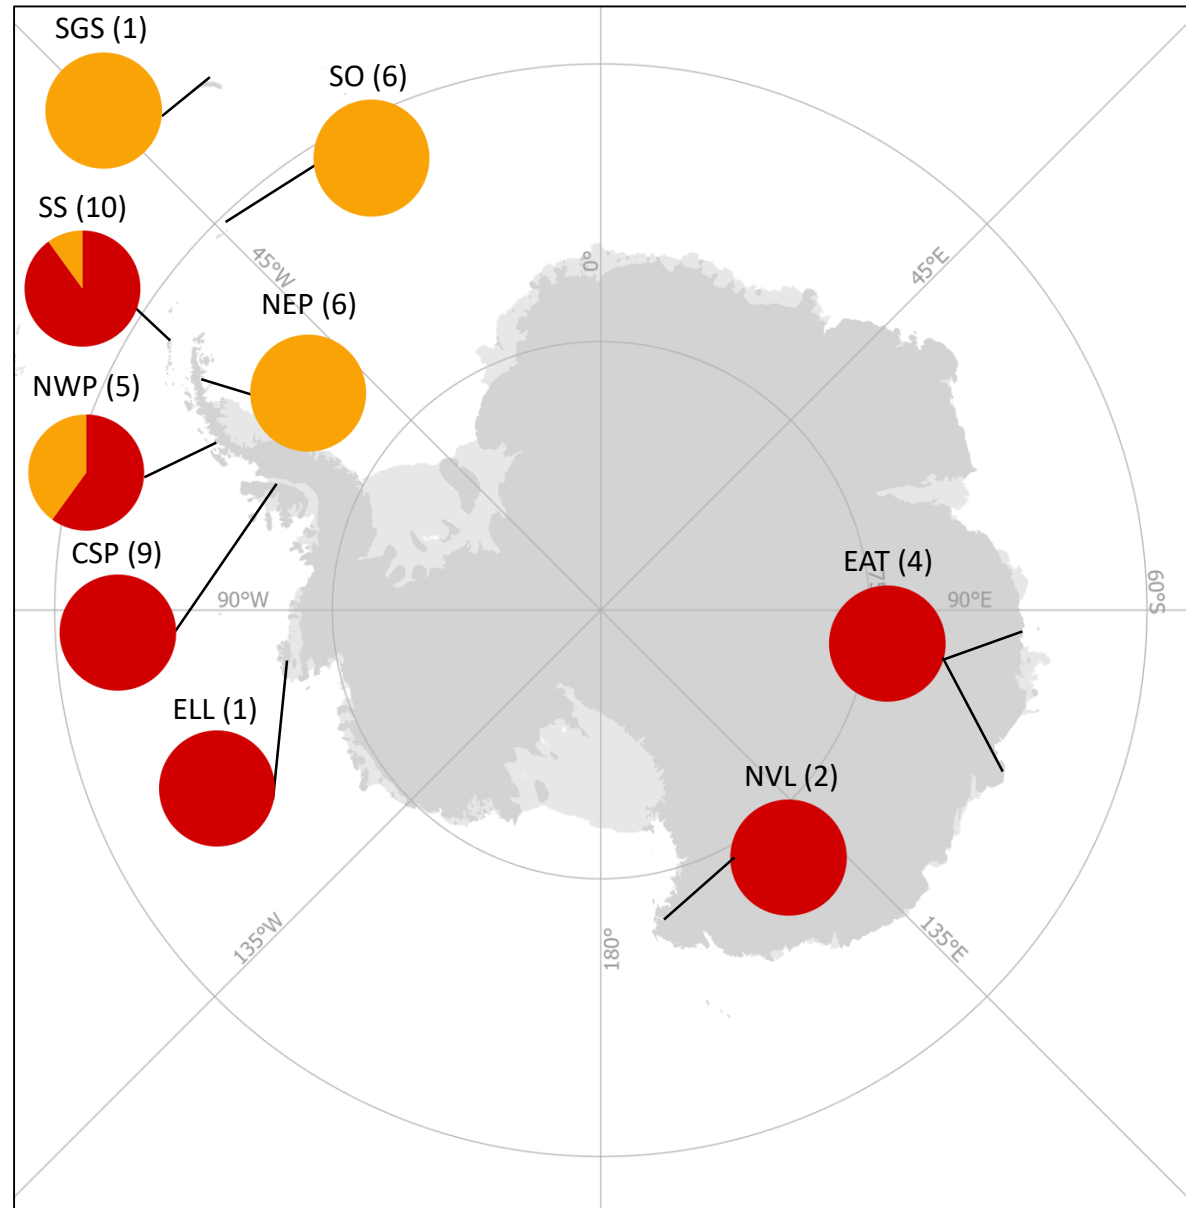 SGS (1)
SO (6)
SS (10)
45°W
0°
45°E
NEP (6)
NWP (5)
CSP (9)
90°W
EAT (4)
75
90°E
60°S
ELL (1)
NVL (2)
135°W
180°
135°E